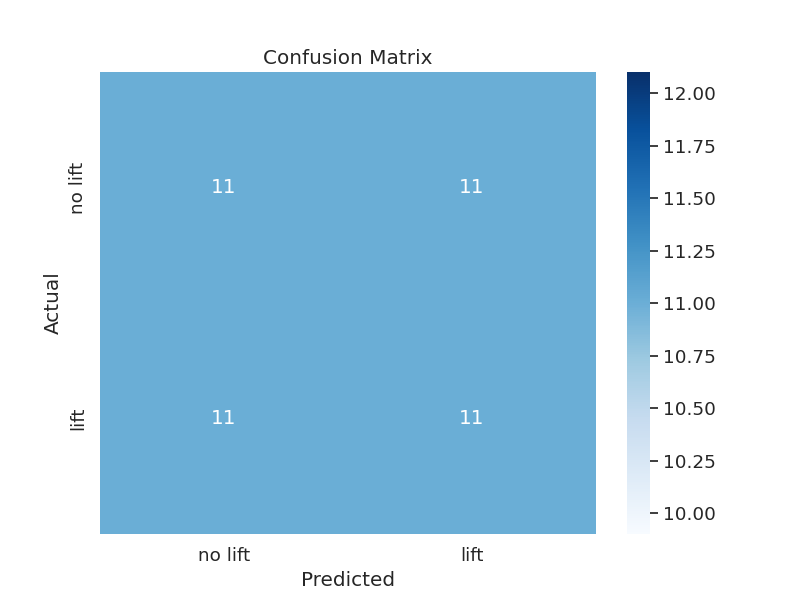 Confusion Matrix
no lift
11 11
Actual
lift
11 11
no lift lift
Predicted
12.00
11.75
11.50
11.25
11.00
10.75
10.50
10.25
10.00